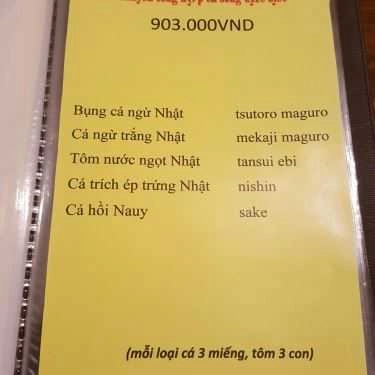 903.000VND
Bụng cá ngừ Nhật tsutoro maguro
Cá ngừ trắng Nhật mekaji maguro
Tôm nước ngọt Nhật tansui ebi
Cá trích ép trứng Nhật nishin
Cá hồi Nauy sake
(mỗi loại cá 3 miếng, tôm 3 con)